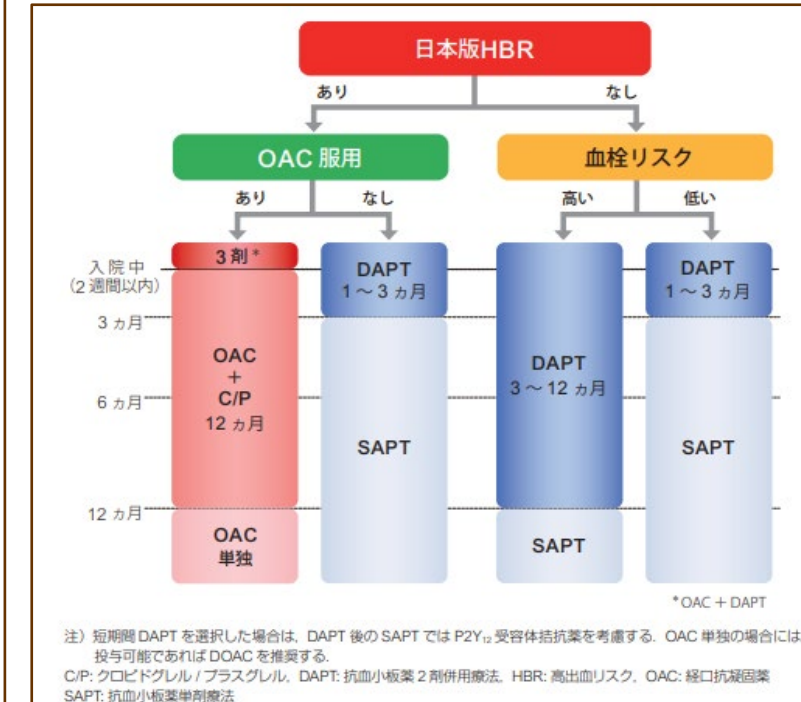 日本版HBR
あり
なし
OAC 服用
血栓リスク
あり
なし
高い
低い
3 剤*
DAPT
1 ~ 3 ヵ月
DAPT
1 ~ 3 ヵ月
入院中
(2 週間以内)
3 ヵ月
OAC
+
C/P
12 ヵ月
DAPT
3 ~ 12 ヵ月
6 ヵ月
SAPT
SAPT
12 ヵ月
OAC
単独
SAPT
*OAC + DAPT
注)短期間 DAPT を選択した場合は,DAPT 後の SAPT では P2Y₁₂ 受容体拮抗薬を考慮する.OAC 単独の場合には,
投与可能であれば DOAC を推奨する.
C/P: クロピドグレル / プラスグレル,DAPT: 抗血小板薬 2 剤併用療法,HBR: 高出血リスク,OAC: 経口抗凝固薬
SAPT: 抗血小板薬単剤療法